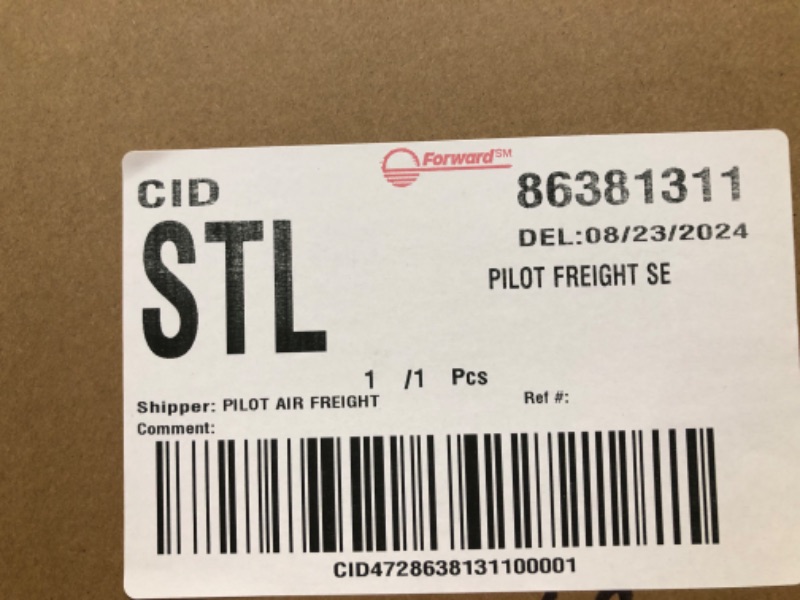 Forward SM
CID
86381311
STL
DEL:08/23/2024
PILOT FREIGHT SE
1 /1 Pcs
Shipper: PILOT AIR FREIGHT
Ref #:
Comment:
CID4728638131100001